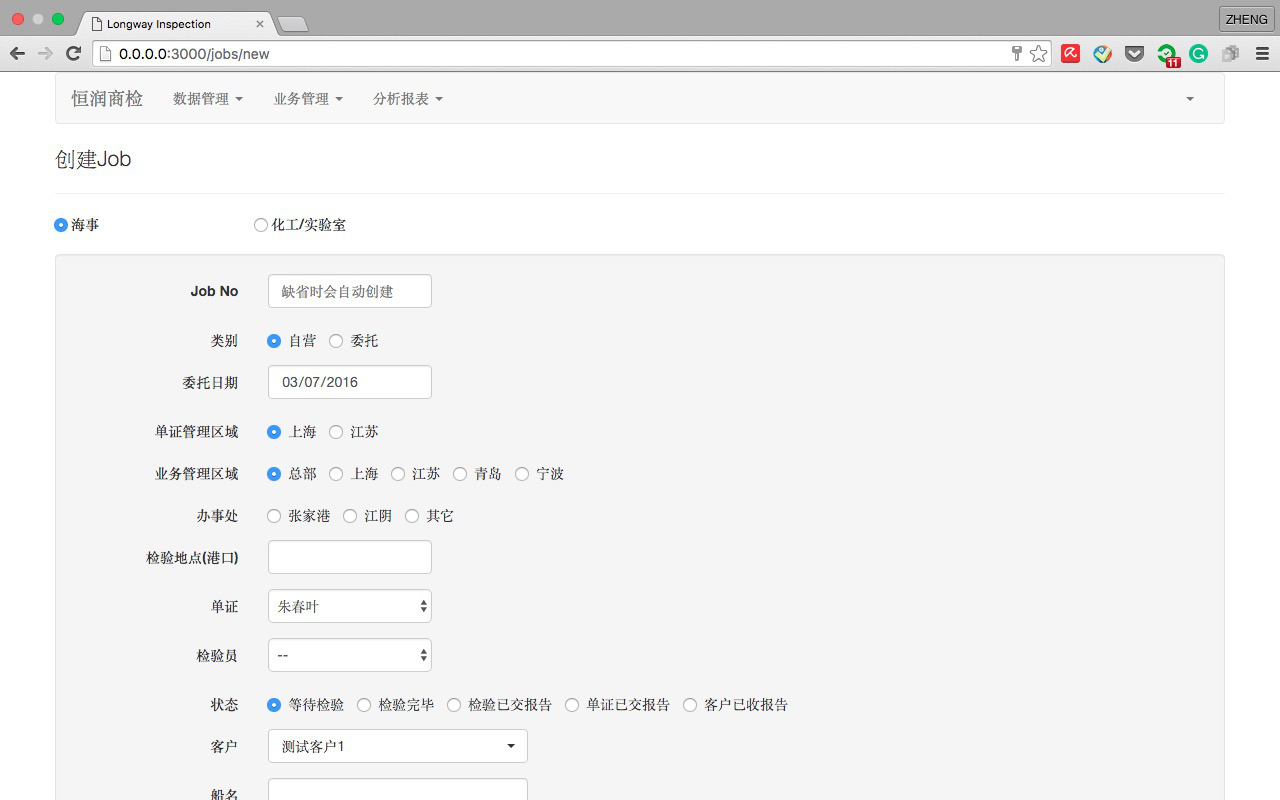 Longway Inspection
ZHENG
0.0.0.0:3000/jobs/new
11
恒润商检 数据管理 业务管理 分析报表
创建Job
海事 化工/实验室
Job No 缺省时会自动创建
类别 自营 委托
委托日期 03/07/2016
单证管理区域 上海 江苏
业务管理区域 总部 上海 江苏 青岛 宁波
办事处 张家港 江阴 其它
检验地点(港口)
单证 朱春叶
检验员 --
状态 等待检验 检验完毕 检验已交报告 单证已交报告 客户已收报告
客户 测试客户1
船名